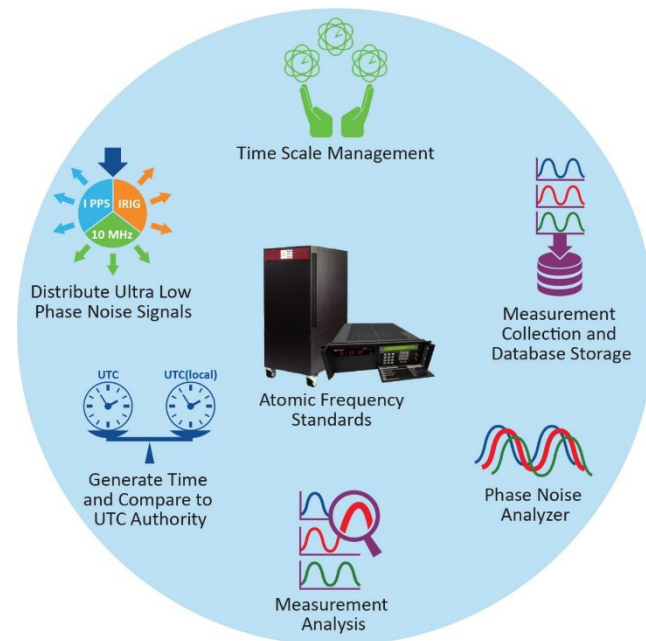 Time Scale Management
I PPS
IRIG
10 MHz
Distribute Ultra Low
Phase Noise Signals
Measurement
Collection and
Database Storage
Atomic Frequency
Standards
UTC
UTC(local)
Generate Time
and Compare to
UTC Authority
Phase Noise
Analyzer
Measurement
Analysis